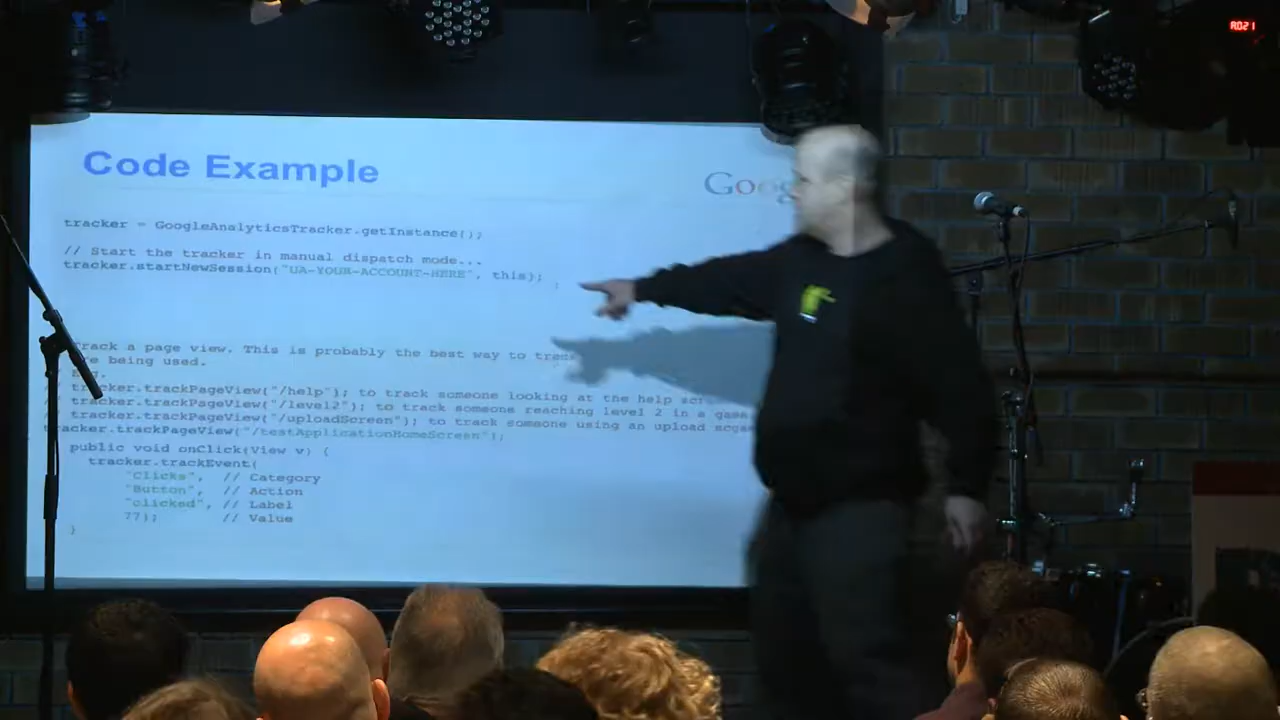 R021
Code Example
Goog
tracker = GoogleAnalyticsTracker.getInstance();
// Start the tracker in manual dispatch mode...
tracker.startNewSession("UA-YOUR-ACCOUNT-HERE", this);
rack a page view. This is probably the best way to
re being used.
tracker.trackPageView("/help"); to track someone looking at the help
/ tracker.trackPageView("/level2"); to track someone reaching level 2 in a
tracker.trackPageView("/uploadScreen"); to track someone using an upload
tracker.trackPageView("/testApplicationHomeScreen");
public void onClick(View v) {
tracker.trackEvent(
"Clicks", // Category
"Button", // Action
"clicked", // Label
77); // Value
}